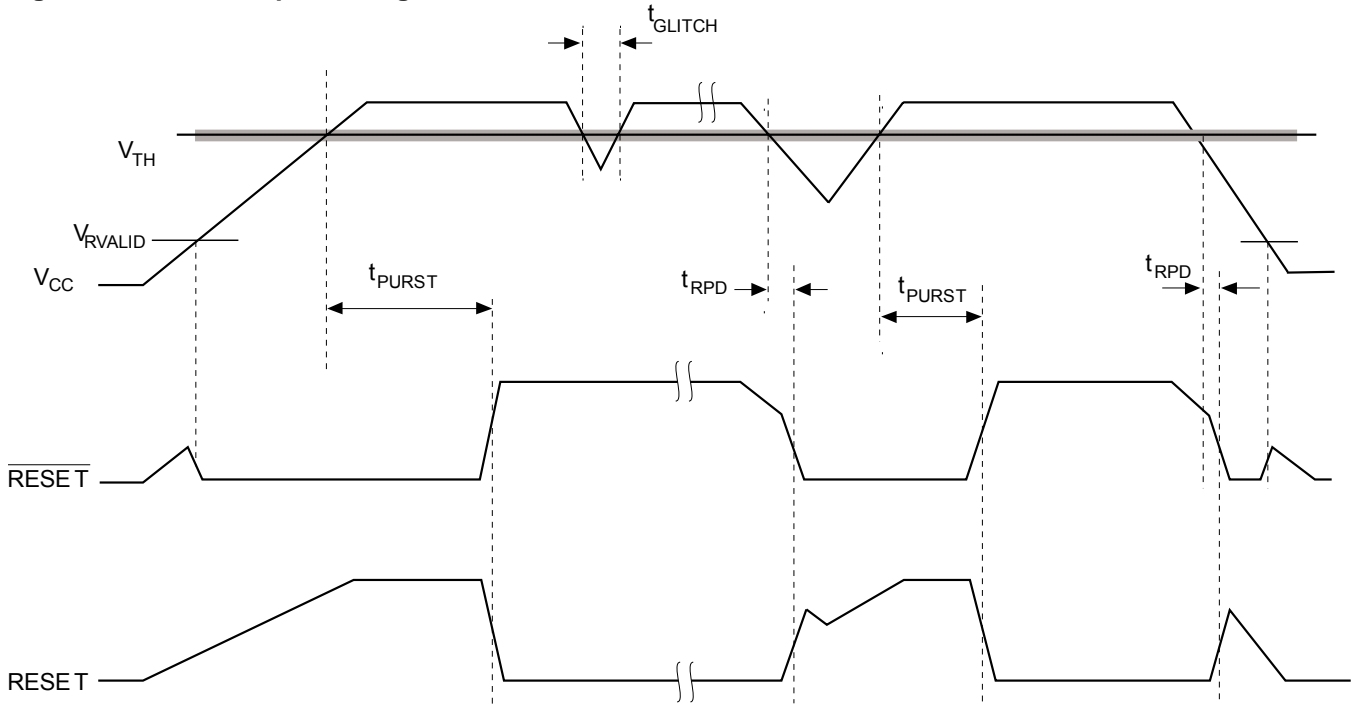 tGLITCH
VTH
VRVALID
VCC
tPURST
tRPD
tPURST
tRPD
RESET
RESET